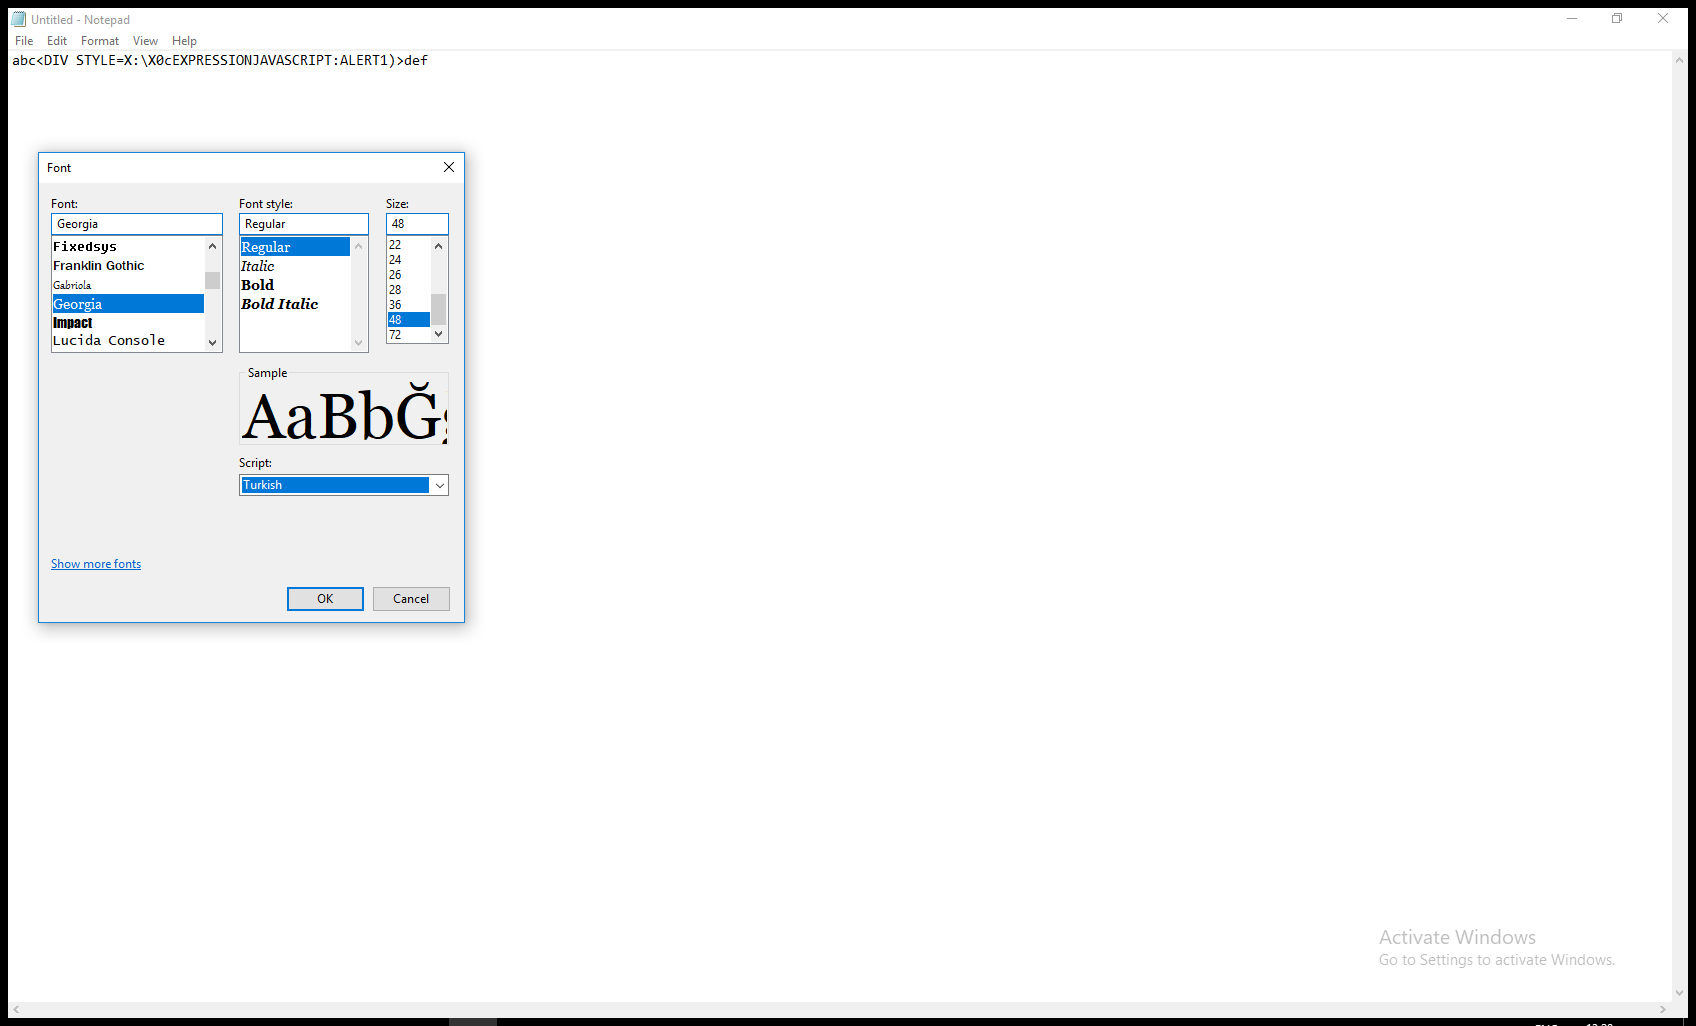 Untitled - Notepad
File Edit Format View Help
abc<DIV STYLE=X:\X0cEXPRESSIONJAVASCRIPT:ALERT1)>def
Font
Font: Font style: Size:
Georgia Regular 48
Fixedsys
Franklin Gothic
Gabriola
Georgia
Impact
Lucida Console
Regular
Italic
Bold
Bold Italic
22
24
26
28
36
48
72
Sample
AaBbĞ
Script:
Turkish
Show more fonts
OK Cancel
Activate Windows
Go to Settings to activate Windows.